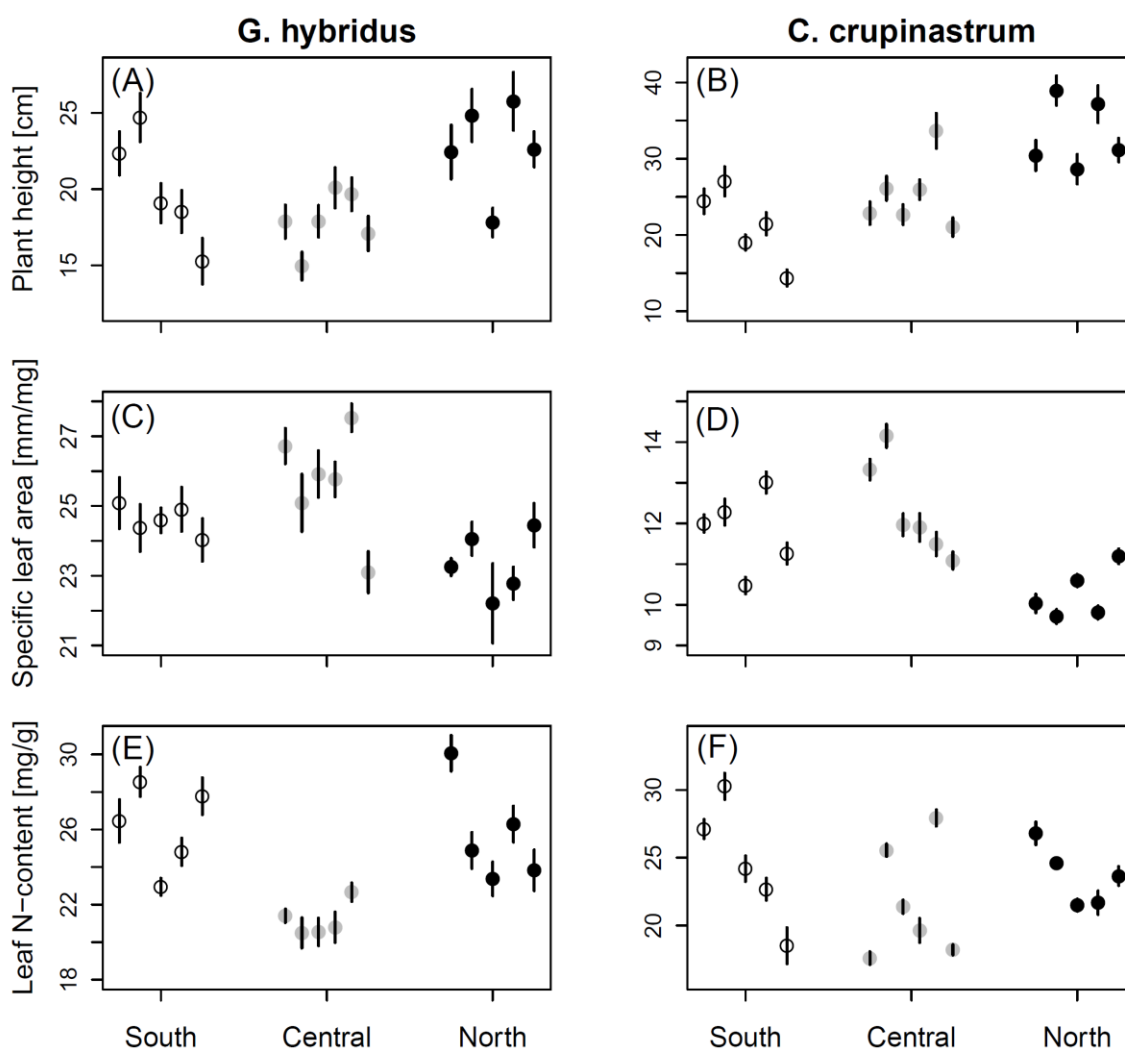 G. hybridus
C. crupinastrum
Plant height [cm]
(A)
15
20
25
(B)
10
20
30
40
Specific leaf area [mm/mg]
(C)
21
23
25
27
(D)
9
10
12
14
Leaf N−content [mg/g]
(E)
18
22
26
30
(F)
20
25
30
South
Central
North
South
Central
North